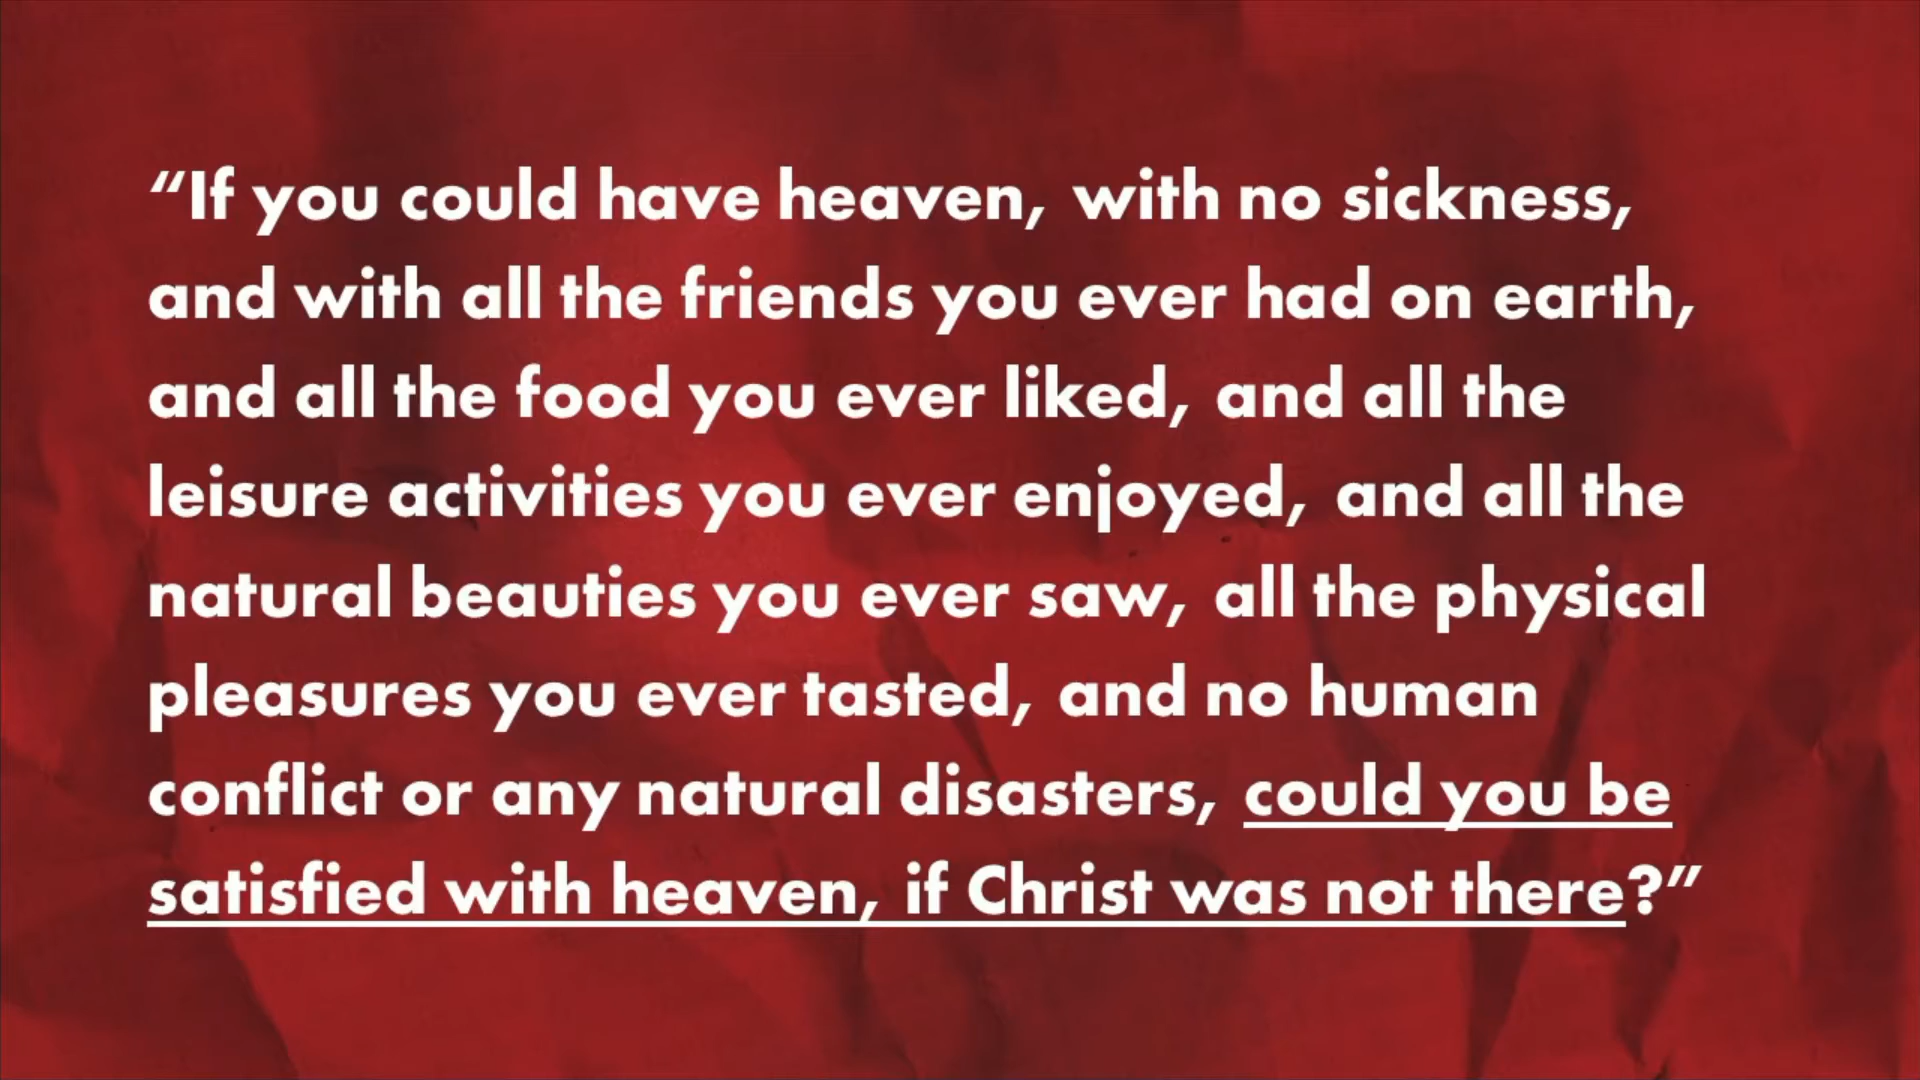 “If you could have heaven, with no sickness,
and with all the friends you ever had on earth,
and all the food you ever liked, and all the
leisure activities you ever enjoyed, and all the
natural beauties you ever saw, all the physical
pleasures you ever tasted, and no human
conflict or any natural disasters, could you be
satisfied with heaven, if Christ was not there?”